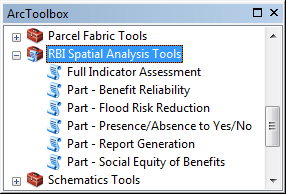 ArcToolbox
Parcel Fabric Tools
RBI Spatial Analysis Tools
Full Indicator Assessment
Part - Benefit Reliability
Part - Flood Risk Reduction
Part - Presence/Absence to Yes/No
Part - Report Generation
Part - Social Equity of Benefits
Schematics Tools